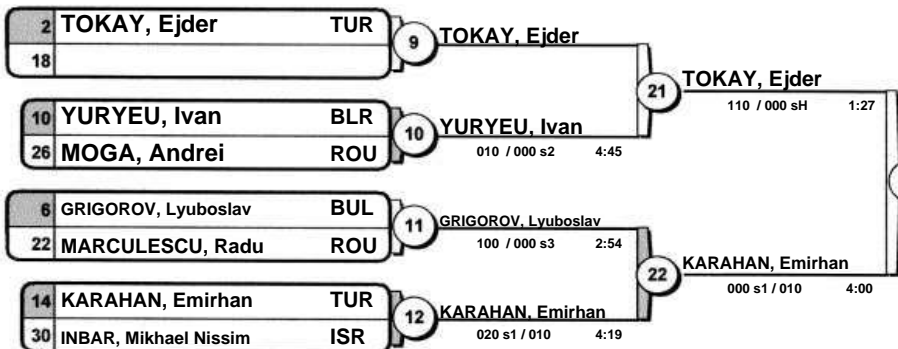 2 TOKAY, Ejder TUR
18
9
TOKAY, Ejder
10 YURYEU, Ivan BLR
26 MOGA, Andrei ROU
10
YURYEU, Ivan
010 / 000 s2 4:45
21
TOKAY, Ejder
110 / 000 sH 1:27
6 GRIGOROV, Lyuboslav BUL
22 MARCULESCU, Radu ROU
11
GRIGOROV, Lyuboslav
100 / 000 s3 2:54
14 KARAHAN, Emirhan TUR
30 INBAR, Mikhael Nissim ISR
12
KARAHAN, Emirhan
020 s1 / 010 4:19
22
KARAHAN, Emirhan
000 s1 / 010 4:00